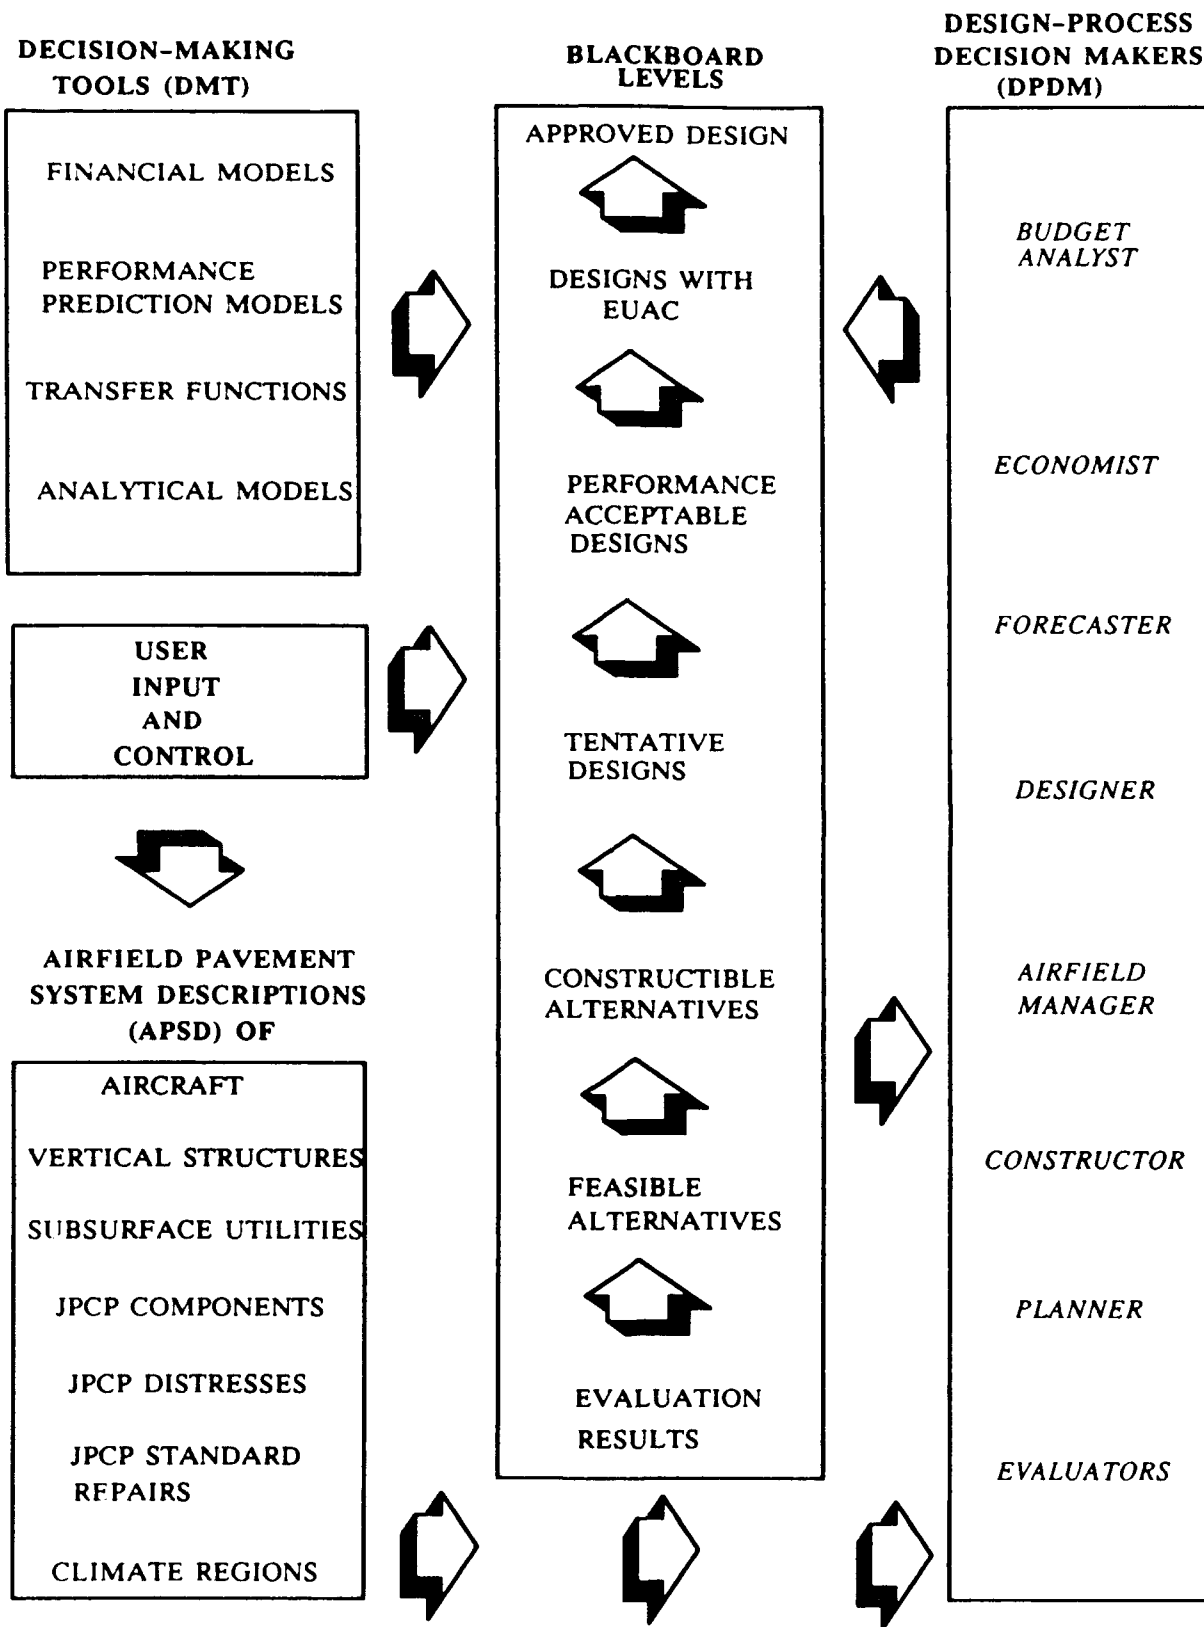 DECISION-MAKING
TOOLS (DMT)
FINANCIAL MODELS
PERFORMANCE
PREDICTION MODELS
TRANSFER FUNCTIONS
ANALYTICAL MODELS
USER
INPUT
AND
CONTROL
AIRFIELD PAVEMENT
SYSTEM DESCRIPTIONS
(APSD) OF
AIRCRAFT
VERTICAL STRUCTURES
SUBSURFACE UTILITIES
JPCP COMPONENTS
JPCP DISTRESSES
JPCP STANDARD
REPAIRS
CLIMATE REGIONS
BLACKBOARD
LEVELS
APPROVED DESIGN
DESIGNS WITH
EUAC
PERFORMANCE
ACCEPTABLE
DESIGNS
TENTATIVE
DESIGNS
CONSTRUCTIBLE
ALTERNATIVES
FEASIBLE
ALTERNATIVES
EVALUATION
RESULTS
DESIGN-PROCESS
DECISION MAKERS
(DPDM)
BUDGET
ANALYST
ECONOMIST
FORECASTER
DESIGNER
AIRFIELD
MANAGER
CONSTRUCTOR
PLANNER
EVALUATORS